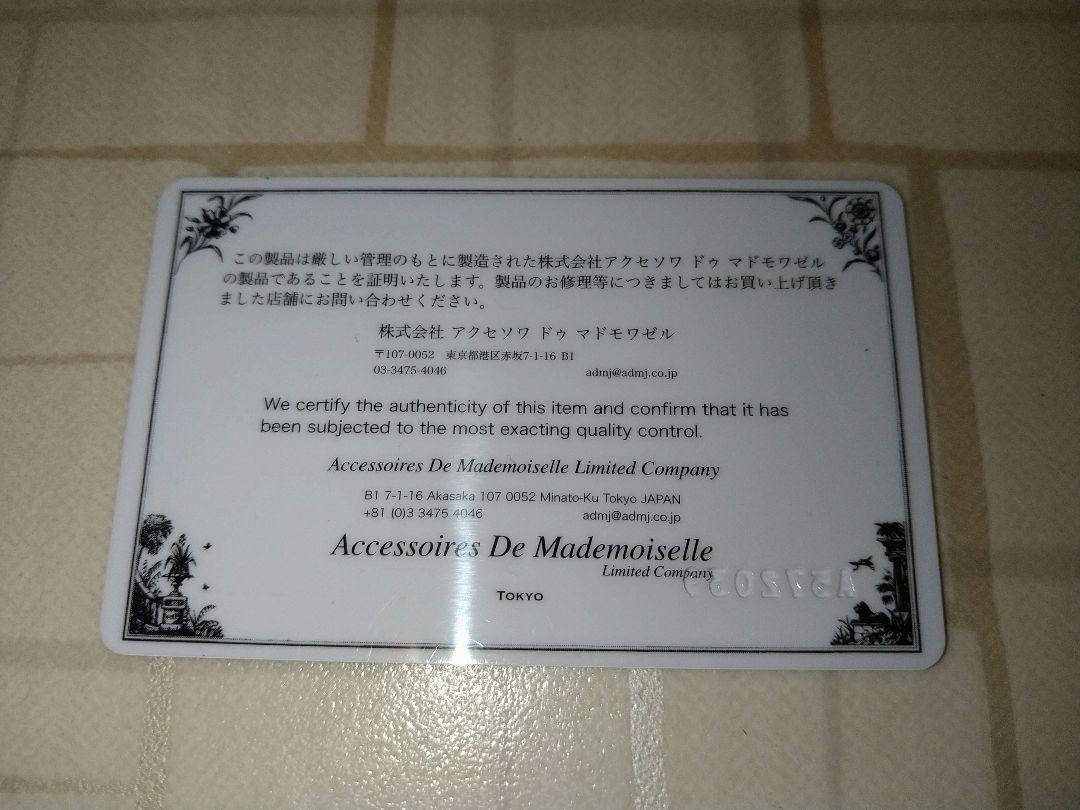 この製品は厳しい管理のもとに製造された株式会社アクセソワ ドゥ マドモワゼル
の製品であることを証明いたします。製品のお修理等につきましてはお買い上げ頂き
ました店舗にお問い合わせください。
株式会社 アクセソワ ドゥ マドモワゼル
〒107-0052 東京都港区赤坂7-1-16 B1
03-3475-4046 admj@admj.co.jp
We certify the authenticity of this item and confirm that it has
been subjected to the most exacting quality control.
Accessoires De Mademoiselle Limited Company
B1 7-1-16 Akasaka 107 0052 Minato-Ku Tokyo JAPAN
+81 (0)3 3475 4046 admj@admj.co.jp
Accessoires De Mademoiselle
Limited Company
TOKYO